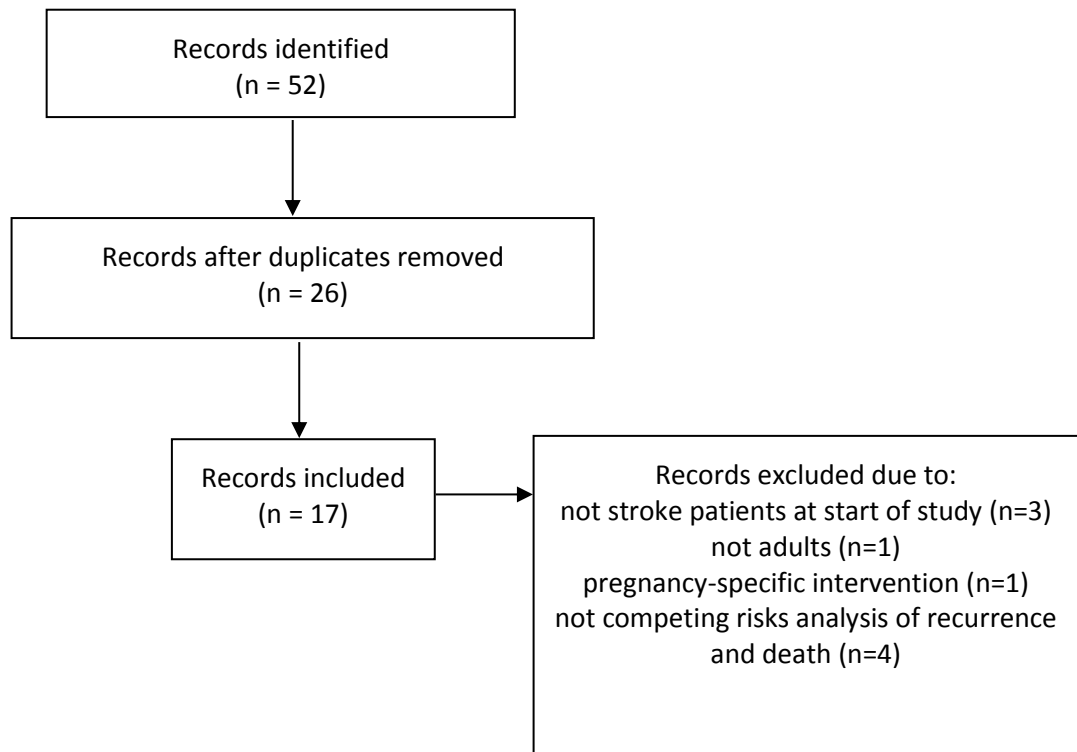 Records identified
(n = 52)
Records after duplicates removed
(n = 26)
Records included
(n = 17)
Records excluded due to:
not stroke patients at start of study (n=3)
not adults (n=1)
pregnancy-specific intervention (n=1)
not competing risks analysis of recurrence
and death (n=4)